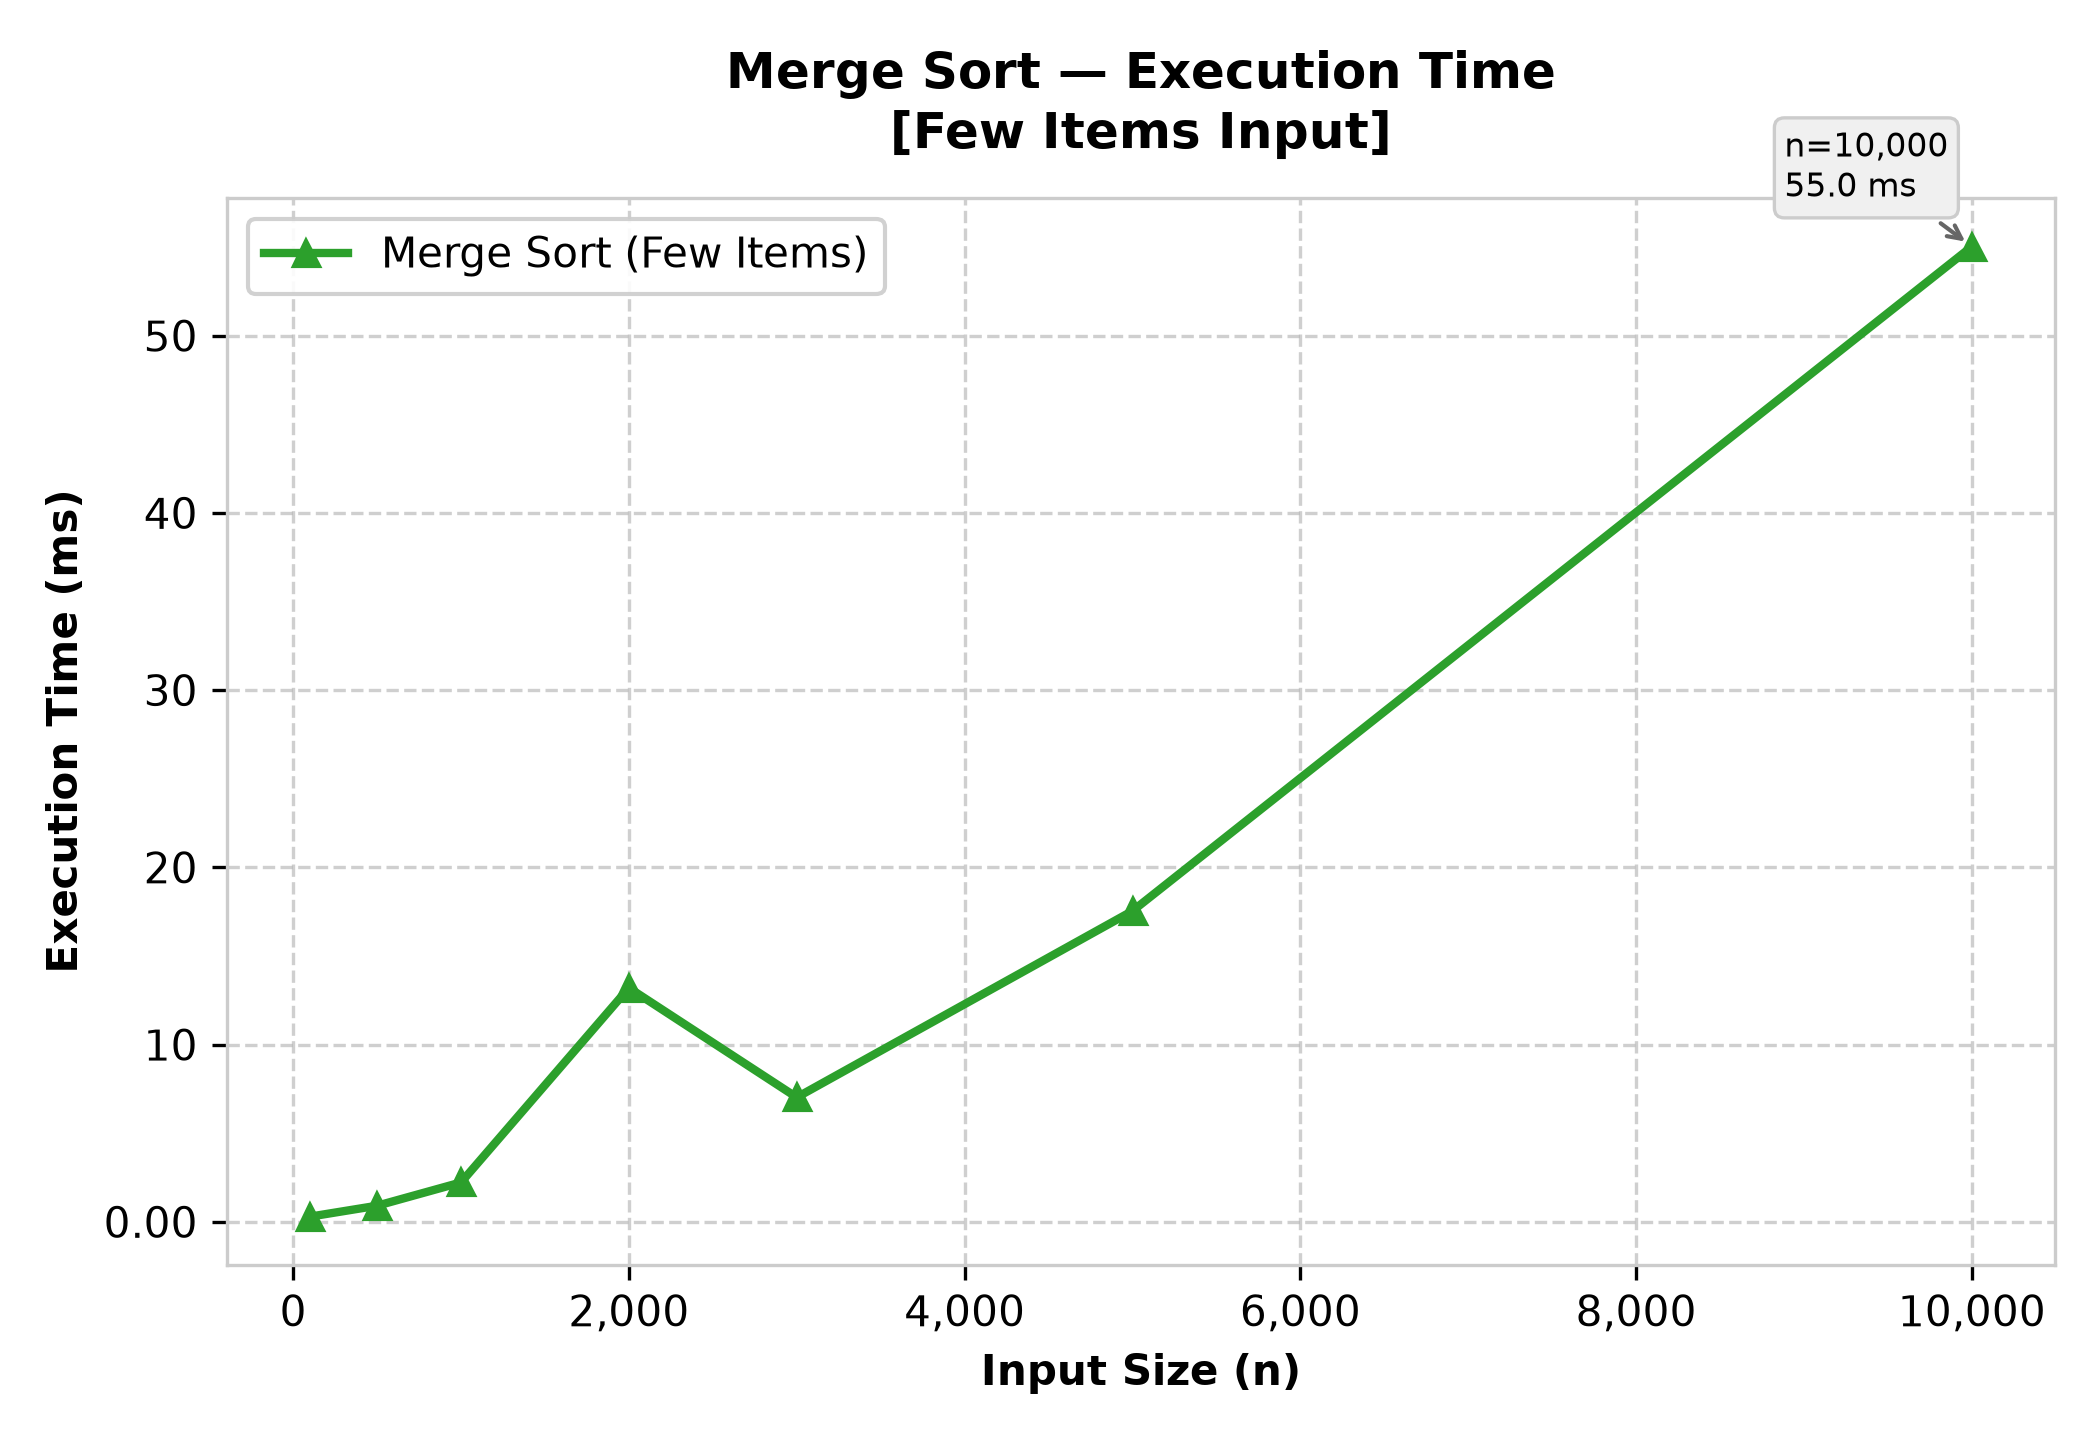 Merge Sort — Execution Time
[Few Items Input]
n=10,000
55.0 ms
Merge Sort (Few Items)
Execution Time (ms)
50
40
30
20
10
0.00
0
2,000
4,000
6,000
8,000
10,000
Input Size (n)